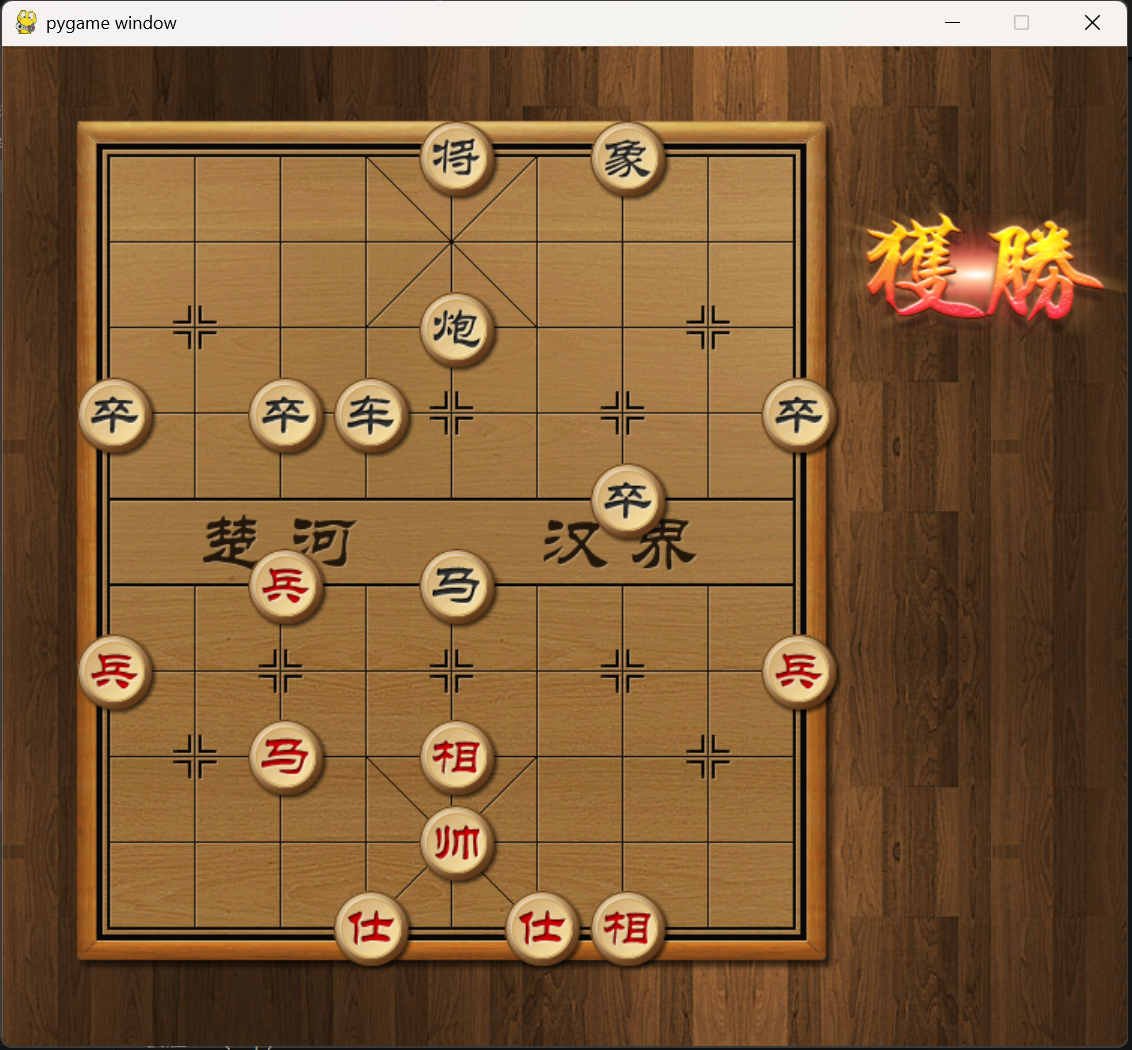 pygame window
将 象
獲勝
炮
卒 卒 车 卒
卒
楚河 汉界
兵 马
兵 兵
马 相
帅
仕 仕 相